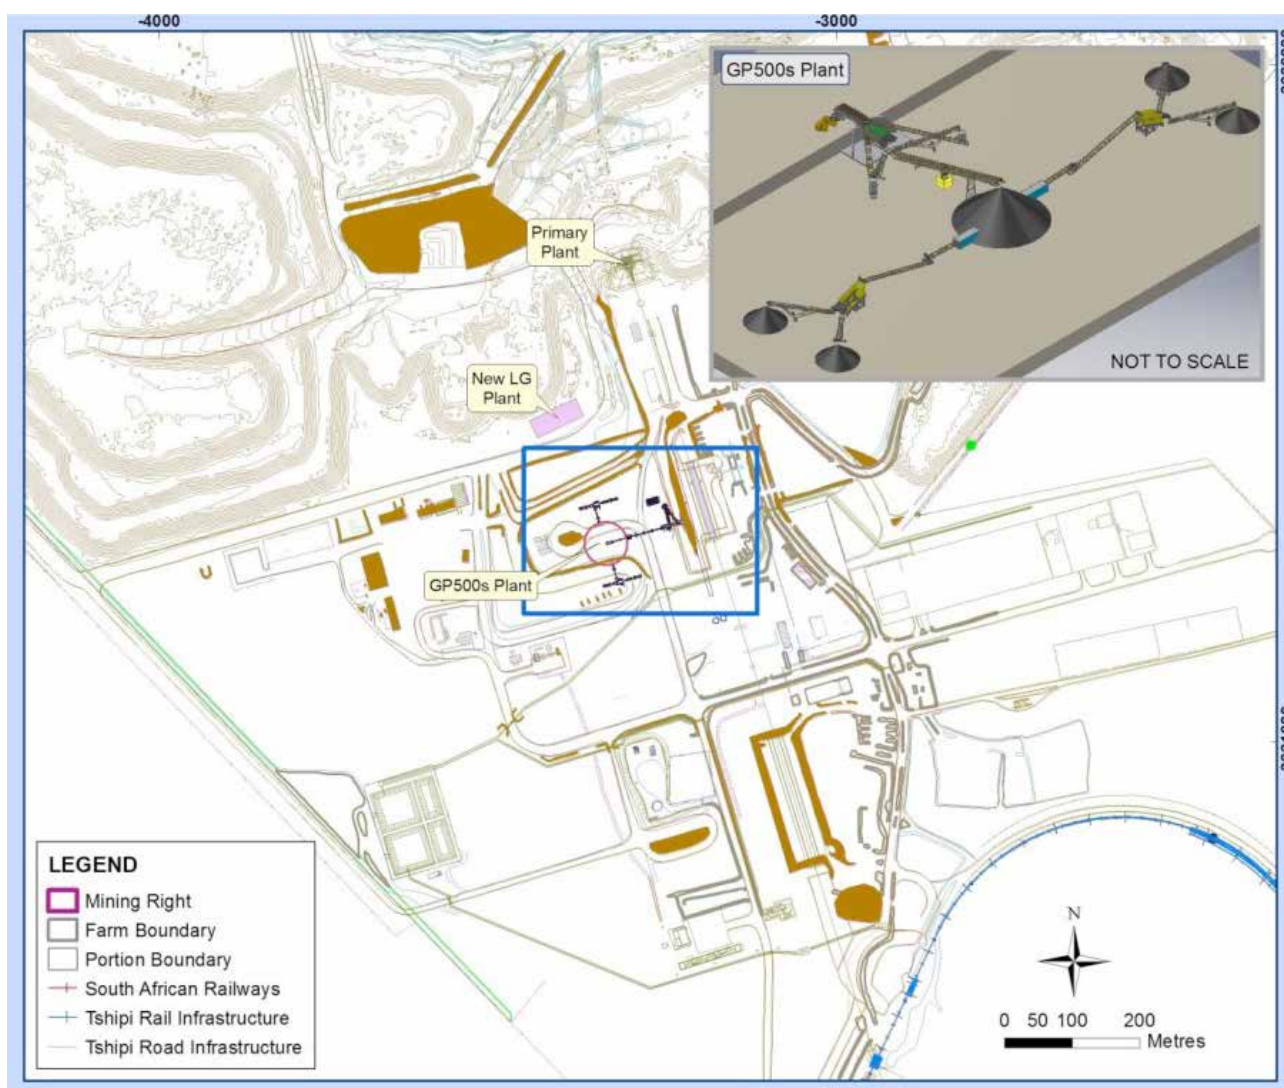 -4000
-3000
GP500s Plant
NOT TO SCALE
Primary
Plant
New LG
Plant
GP500s Plant
LEGEND
Mining Right
Farm Boundary
Portion Boundary
South African Railways
Tshipi Rail Infrastructure
Tshipi Road Infrastructure
N
0 50 100 200
Metres